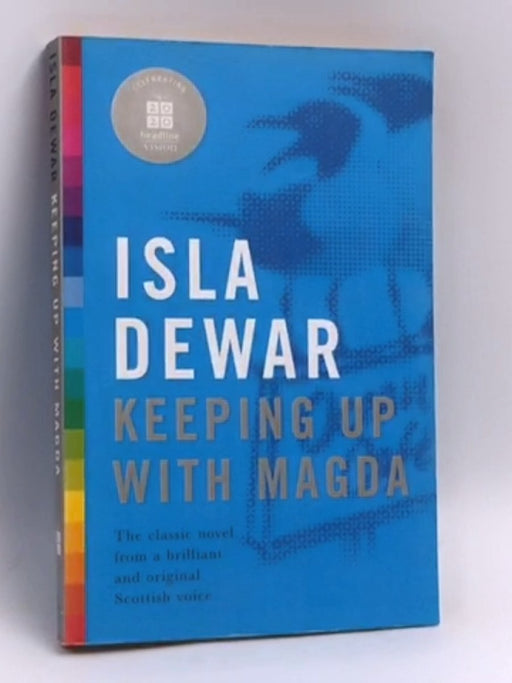 ISLA DEWAR KEEPING UP WITH MAGDA
CELEBRATING
20
20
headline
VISION
ISLA
DEWAR
KEEPING UP
WITH MAGDA
The classic novel
from a brilliant
and original
Scottish voice